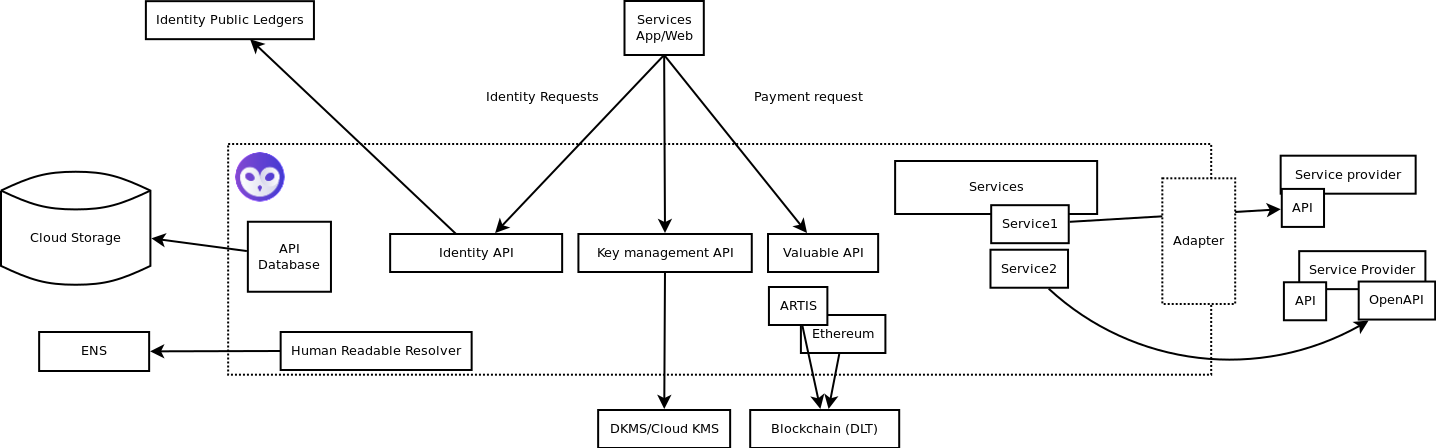 Identity Public Ledgers
Services
App/Web
Identity Requests
Payment request
Services
Service provider
API
Service1
Adapter
Cloud Storage
API
Database
Identity API
Key management API
Valuable API
Service2
Service Provider
API
OpenAPI
ARTIS
Ethereum
ENS
Human Readable Resolver
DKMS/Cloud KMS
Blockchain (DLT)